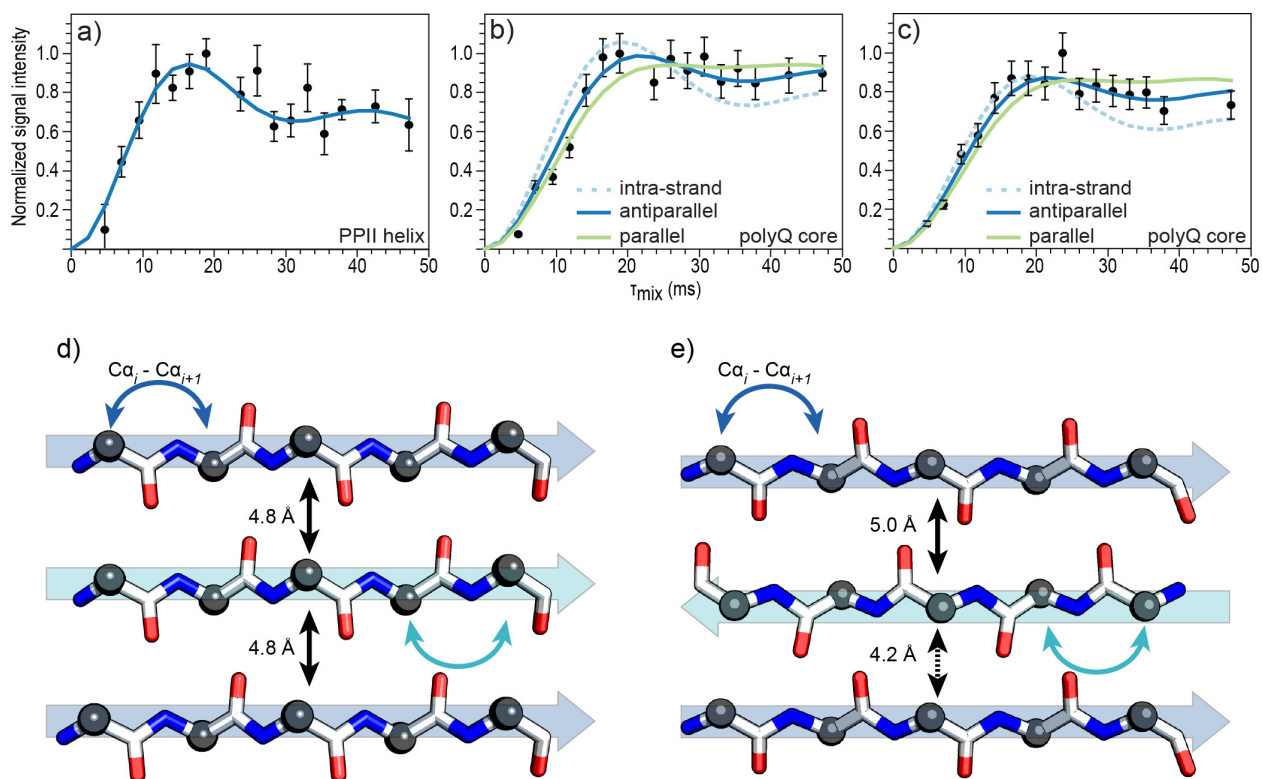 a)
b)
c)
Normalized signal intensity
1.0
0.8
0.6
0.4
0.2
PPII helix
0
10
20
30
40
50
1.0
0.8
0.6
0.4
0.2
intra-strand
antiparallel
parallel
polyQ core
0
10
20
30
40
50
1.0
0.8
0.6
0.4
0.2
intra-strand
antiparallel
parallel
polyQ core
0
10
20
30
40
50
τmix (ms)
d)
Cαi - Cαi+1
4.8 Å
4.8 Å
e)
Cαi - Cαi+1
5.0 Å
4.2 Å